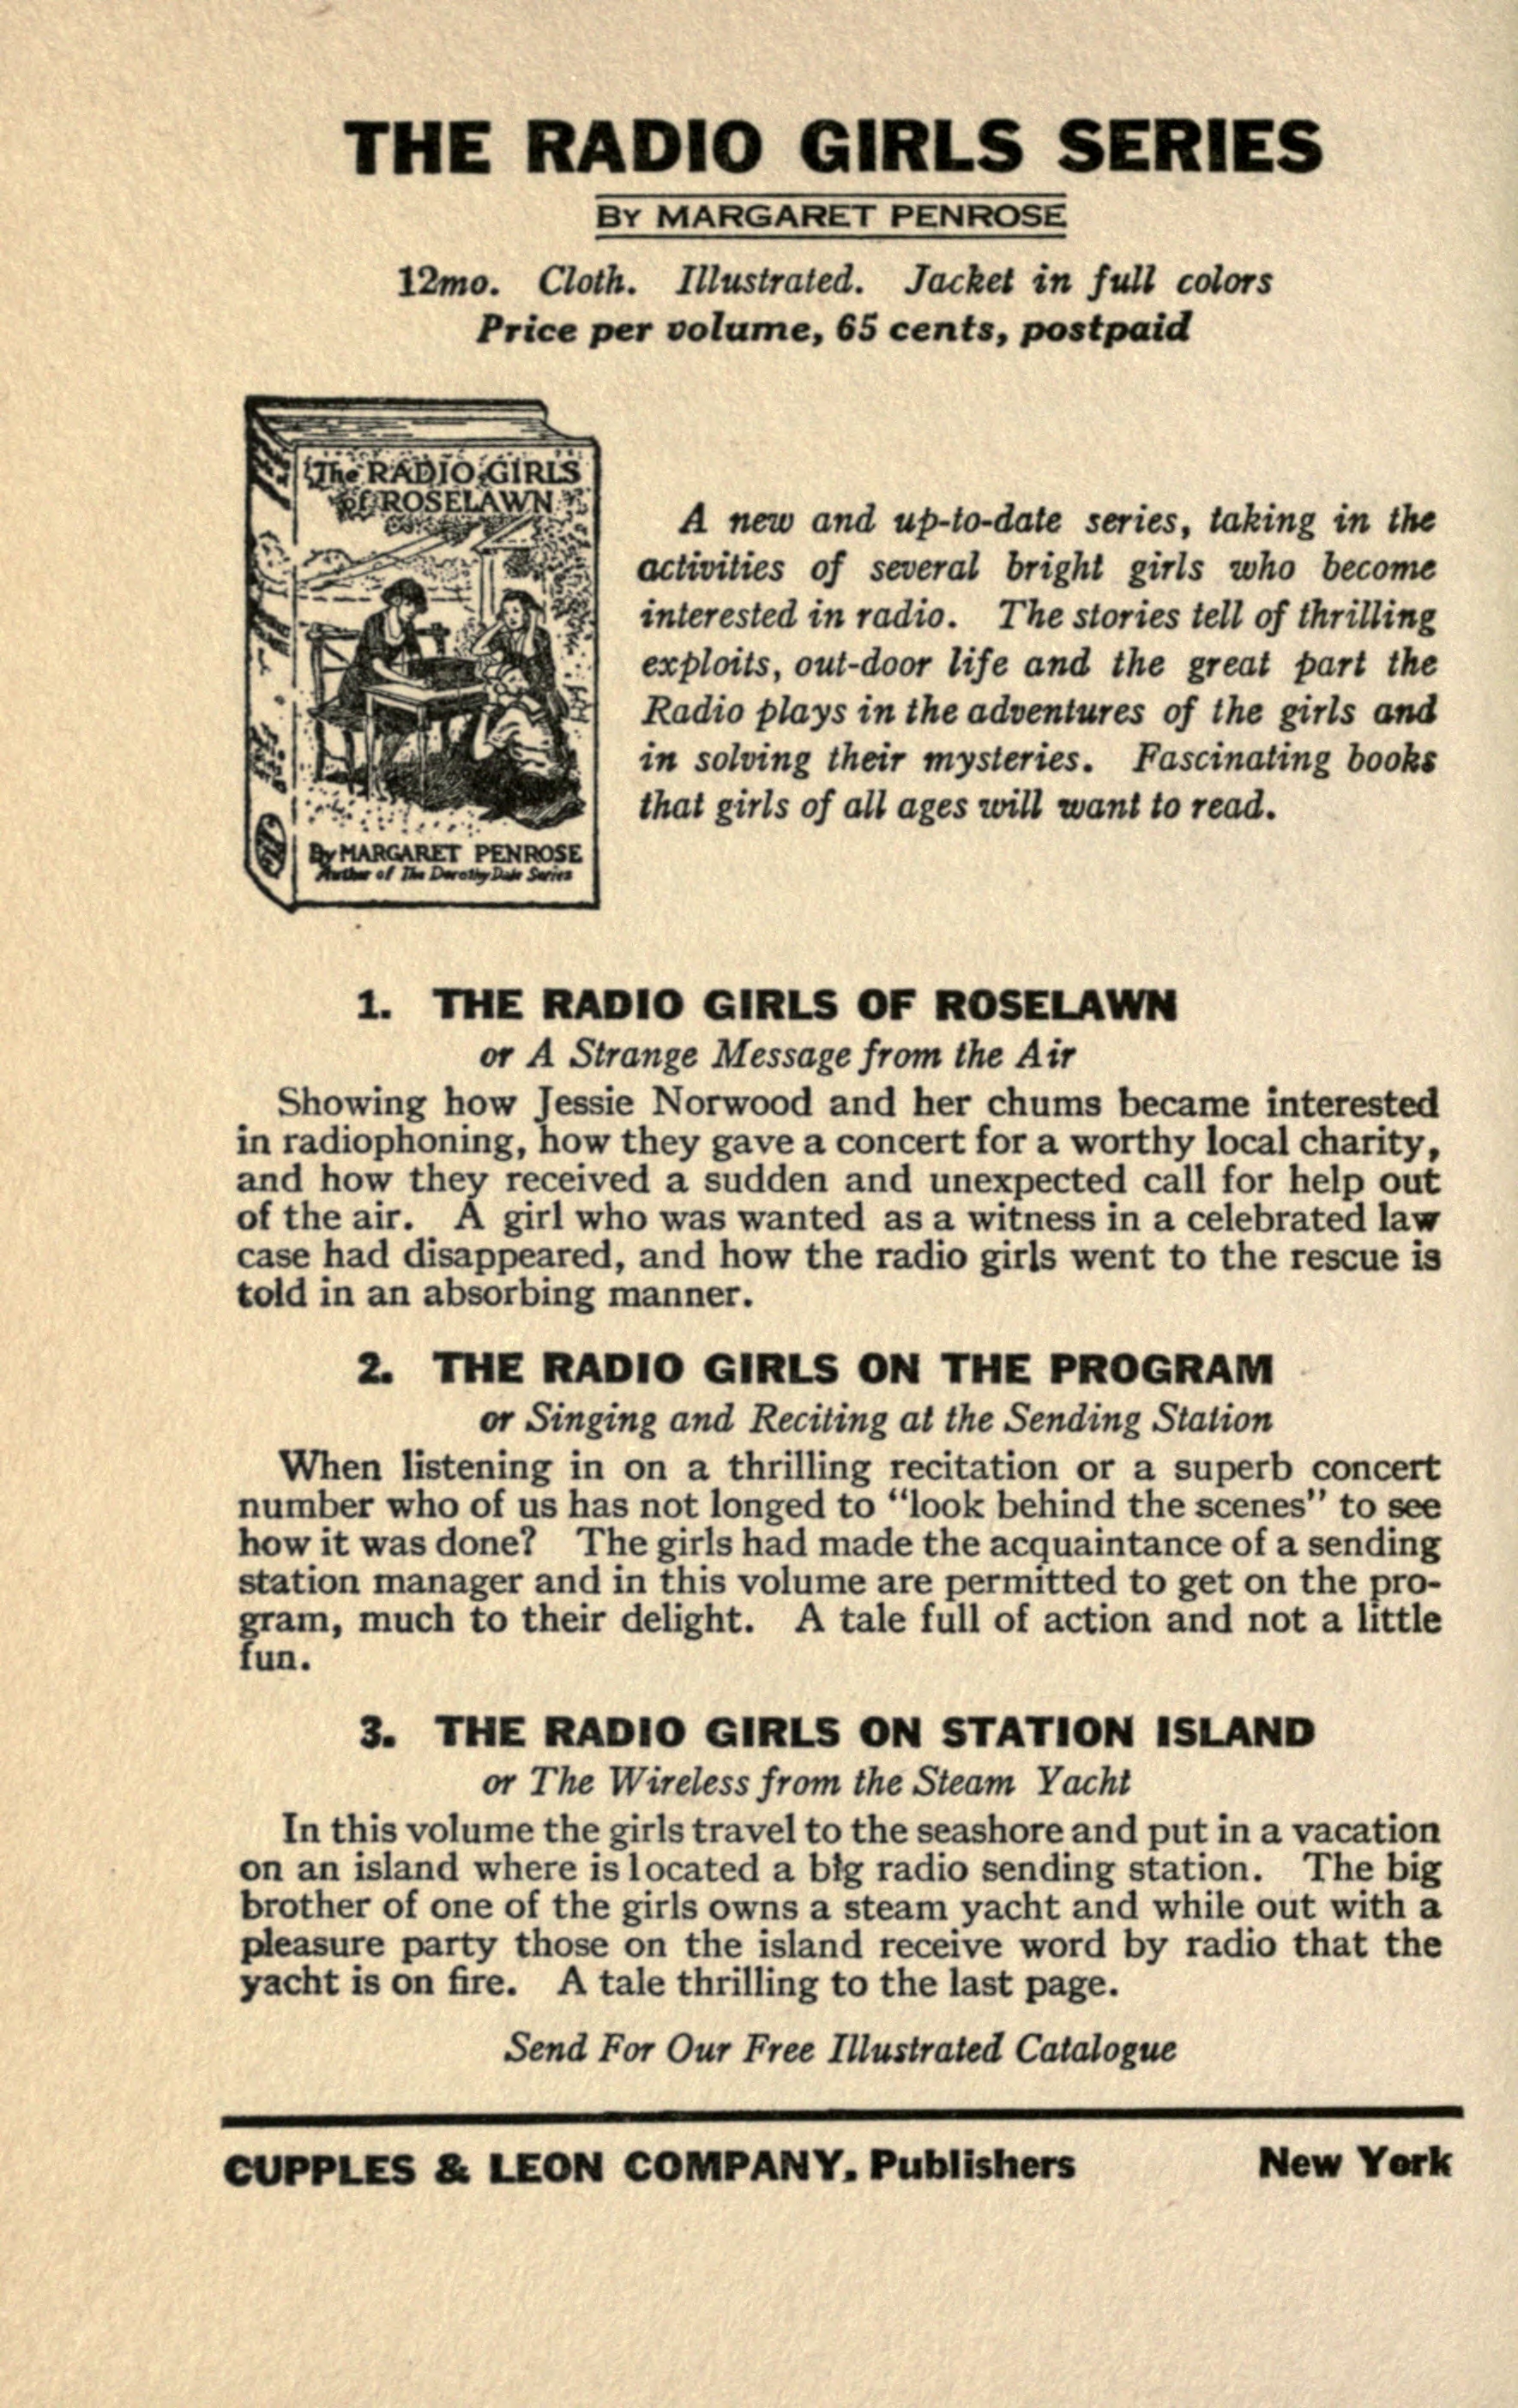 THE RADIO GIRLS SERIES
BY MARGARET PENROSE
12mo. Cloth. Illustrated. Jacket in full colors
Price per volume, 65 cents, postpaid
The RADIO GIRLS
of ROSELAWN
By MARGARET PENROSE
Author of The Dorothy Dale Series
A new and up-to-date series, taking in the
activities of several bright girls who become
interested in radio. The stories tell of thrilling
exploits, out-door life and the great part the
Radio plays in the adventures of the girls and
in solving their mysteries. Fascinating books
that girls of all ages will want to read.
1. THE RADIO GIRLS OF ROSELAWN
or A Strange Message from the Air
Showing how Jessie Norwood and her chums became interested
in radiophoning, how they gave a concert for a worthy local charity,
and how they received a sudden and unexpected call for help out
of the air. A girl who was wanted as a witness in a celebrated law
case had disappeared, and how the radio girls went to the rescue is
told in an absorbing manner.
2. THE RADIO GIRLS ON THE PROGRAM
or Singing and Reciting at the Sending Station
When listening in on a thrilling recitation or a superb concert
number who of us has not longed to "look behind the scenes" to see
how it was done? The girls had made the acquaintance of a sending
station manager and in this volume are permitted to get on the pro-
gram, much to their delight. A tale full of action and not a little
fun.
3. THE RADIO GIRLS ON STATION ISLAND
or The Wireless from the Steam Yacht
In this volume the girls travel to the seashore and put in a vacation
on an island where is located a big radio sending station. The big
brother of one of the girls owns a steam yacht and while out with a
pleasure party those on the island receive word by radio that the
yacht is on fire. A tale thrilling to the last page.
Send For Our Free Illustrated Catalogue
CUPPLES & LEON COMPANY, Publishers New York